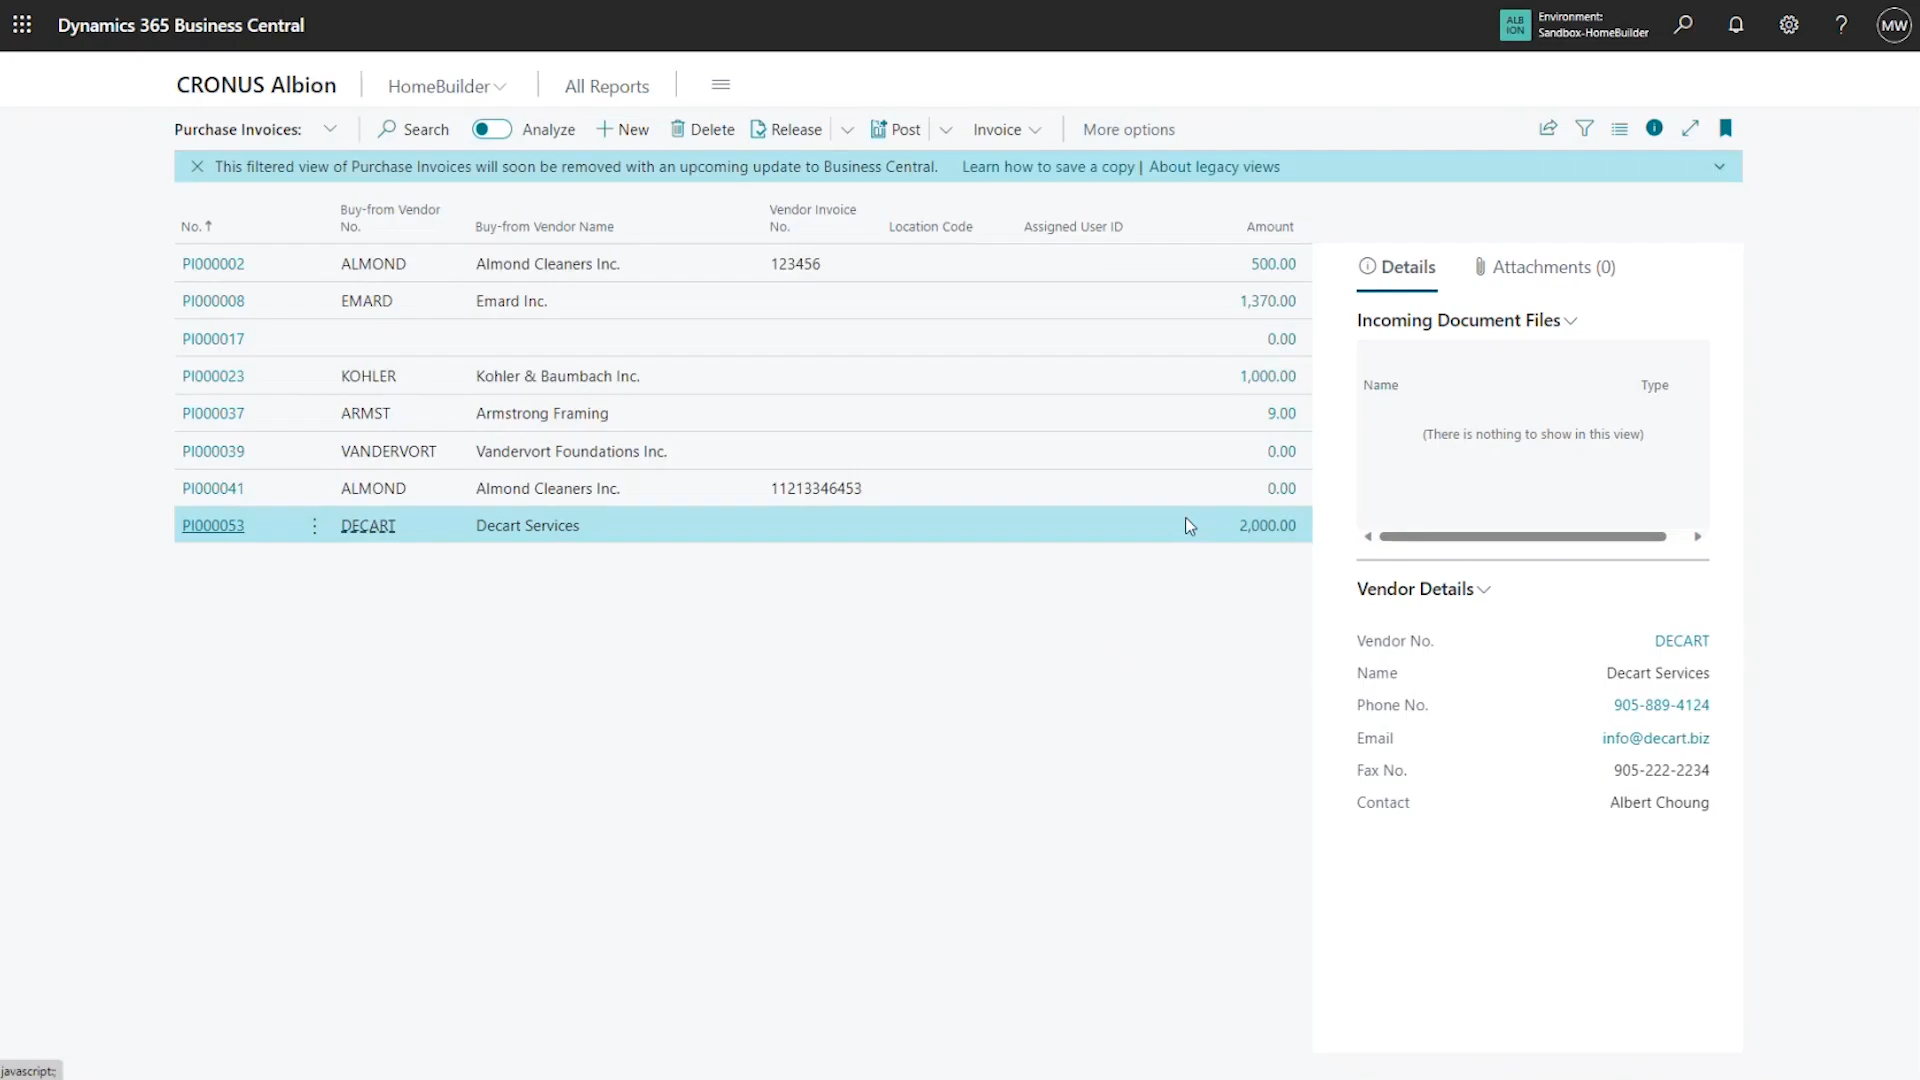 Dynamics 365 Business Central
ALB
ION
Environment:
Sandbox-HomeBuilder
?
MW
CRONUS Albion
HomeBuilder
All Reports
Purchase Invoices:
Search
Analyze
New
Delete
Release
Post
Invoice
More options
This filtered view of Purchase Invoices will soon be removed with an upcoming update to Business Central. Learn how to save a copy | About legacy views
No. ↑
Buy-from Vendor
No.
Buy-from Vendor Name
Vendor Invoice
No.
Location Code
Assigned User ID
Amount
PI000002 ALMOND Almond Cleaners Inc. 123456 500.00
PI000008 EMARD Emard Inc. 1,370.00
PI000017 0.00
PI000023 KOHLER Kohler & Baumbach Inc. 1,000.00
PI000037 ARMST Armstrong Framing 9.00
PI000039 VANDERVORT Vandervort Foundations Inc. 0.00
PI000041 ALMOND Almond Cleaners Inc. 11213346453 0.00
PI000053 DECART Decart Services 2,000.00
Details
Attachments (0)
Incoming Document Files
Name Type
(There is nothing to show in this view)
Vendor Details
Vendor No. DECART
Name Decart Services
Phone No. 905-889-4124
Email info@decart.biz
Fax No. 905-222-2234
Contact Albert Choung
javascript:;